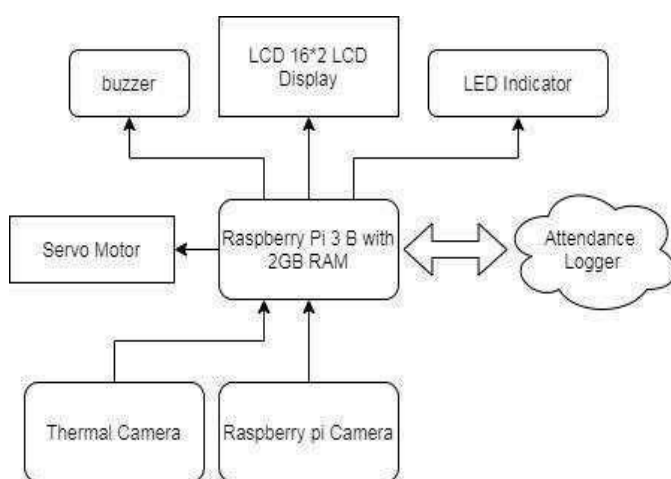 LCD 16*2 LCD
Display
buzzer
LED Indicator
Servo Motor
Raspberry Pi 3 B with
2GB RAM
Attendance
Logger
Thermal Camera
Raspberry pi Camera